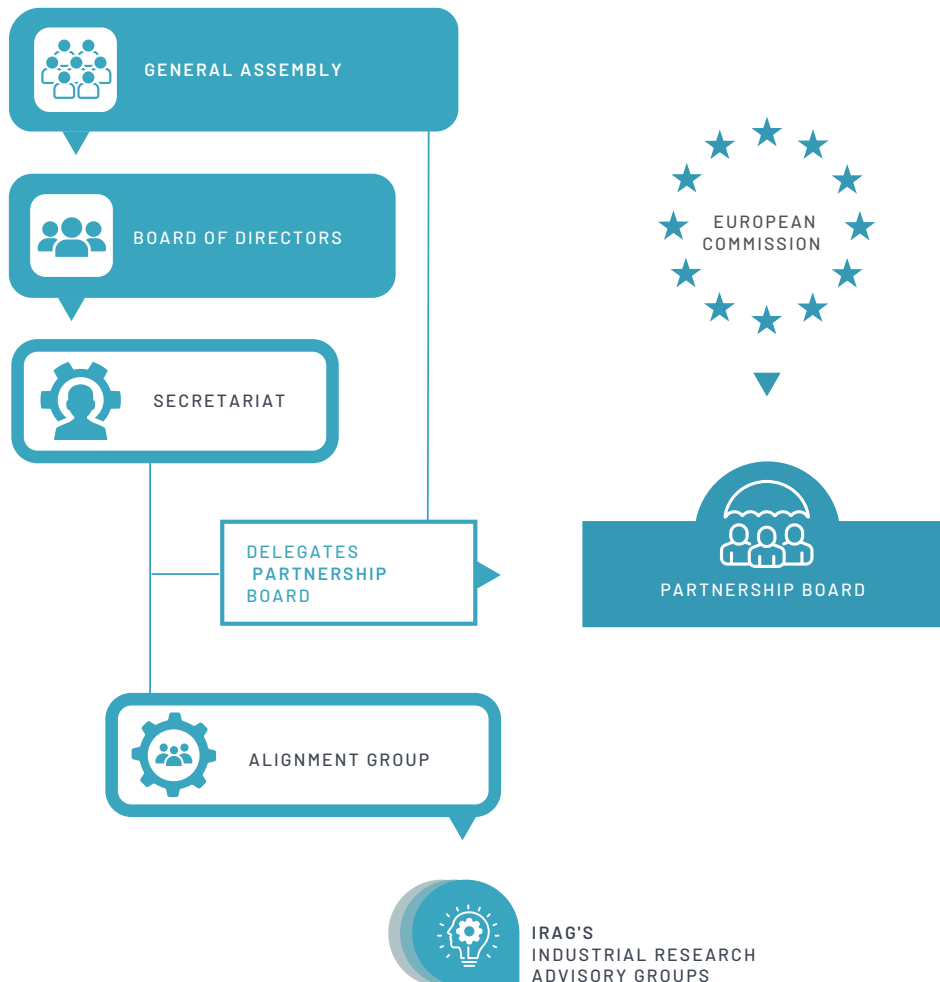 GENERAL ASSEMBLY
BOARD OF DIRECTORS
EUROPEAN
COMMISSION
SECRETARIAT
DELEGATES
PARTNERSHIP
BOARD
PARTNERSHIP BOARD
ALIGNMENT GROUP
IRAG'S
INDUSTRIAL RESEARCH
ADVISORY GROUPS